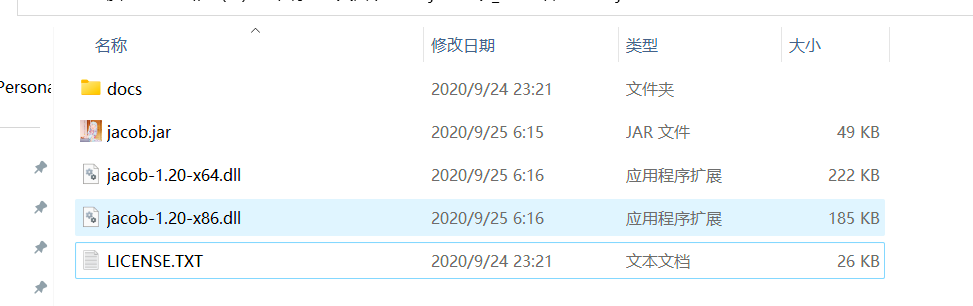 名称 修改日期 类型 大小
Persona
docs 2020/9/24 23:21 文件夹
jacob.jar 2020/9/25 6:15 JAR 文件 49 KB
jacob-1.20-x64.dll 2020/9/25 6:16 应用程序扩展 222 KB
jacob-1.20-x86.dll 2020/9/25 6:16 应用程序扩展 185 KB
LICENSE.TXT 2020/9/24 23:21 文本文档 26 KB